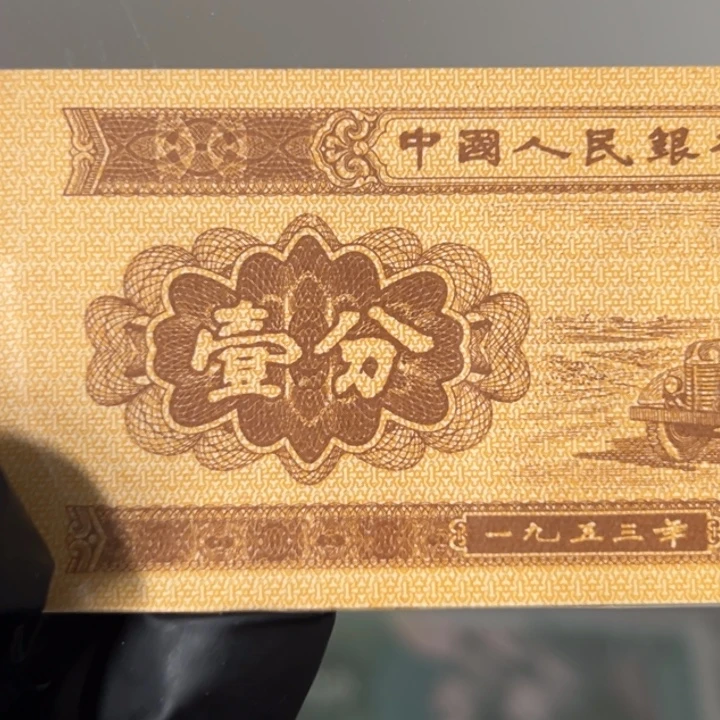 中國人民銀
壹分
一九五三年